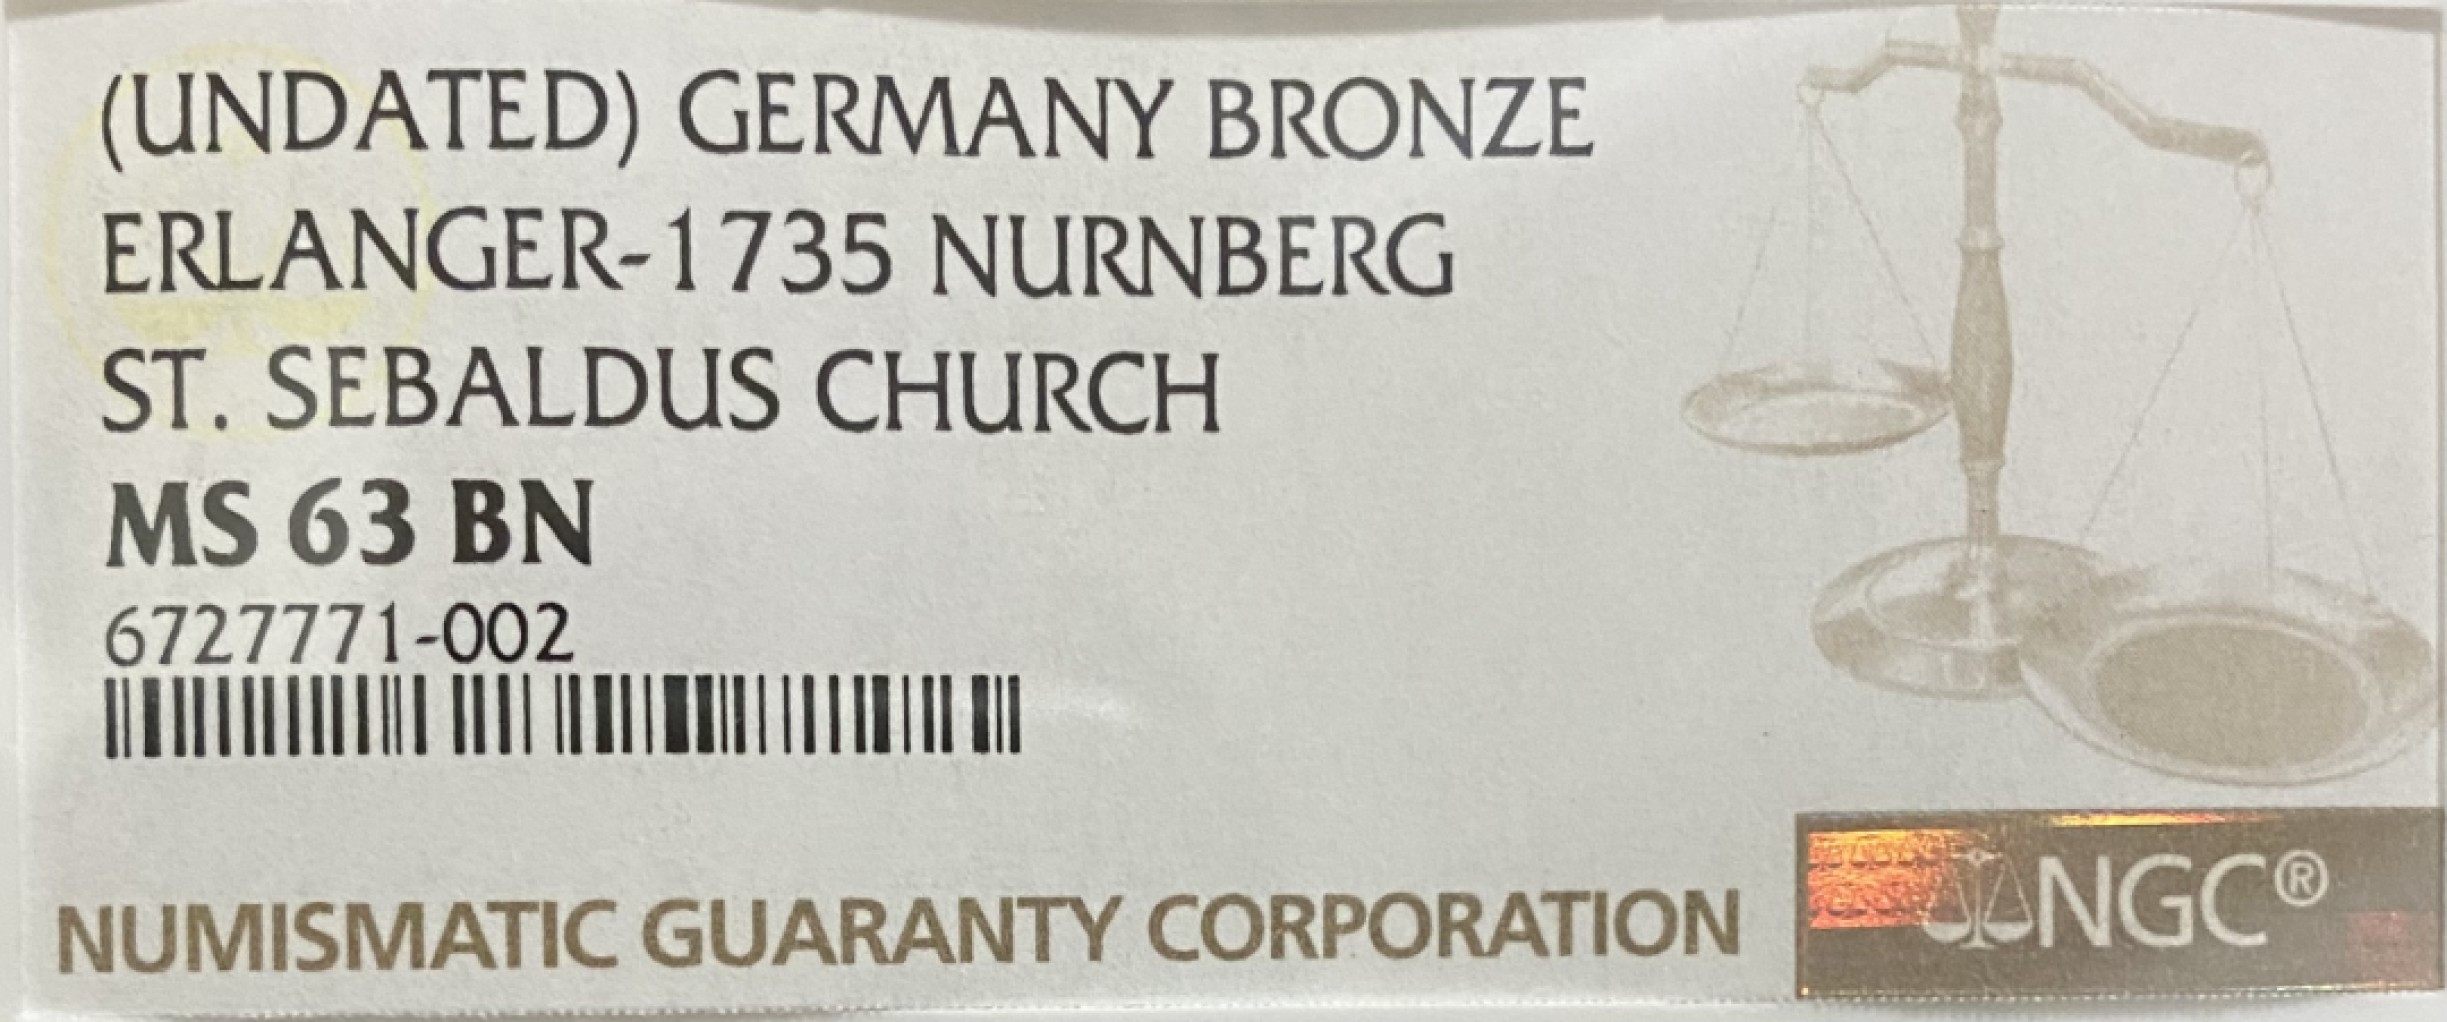 (UNDATED) GERMANY BRONZE
ERLANGER-1735 NURNBERG
ST. SEBALDUS CHURCH
MS 63 BN
6727771-002
NUMISMATIC GUARANTY CORPORATION
NGC®